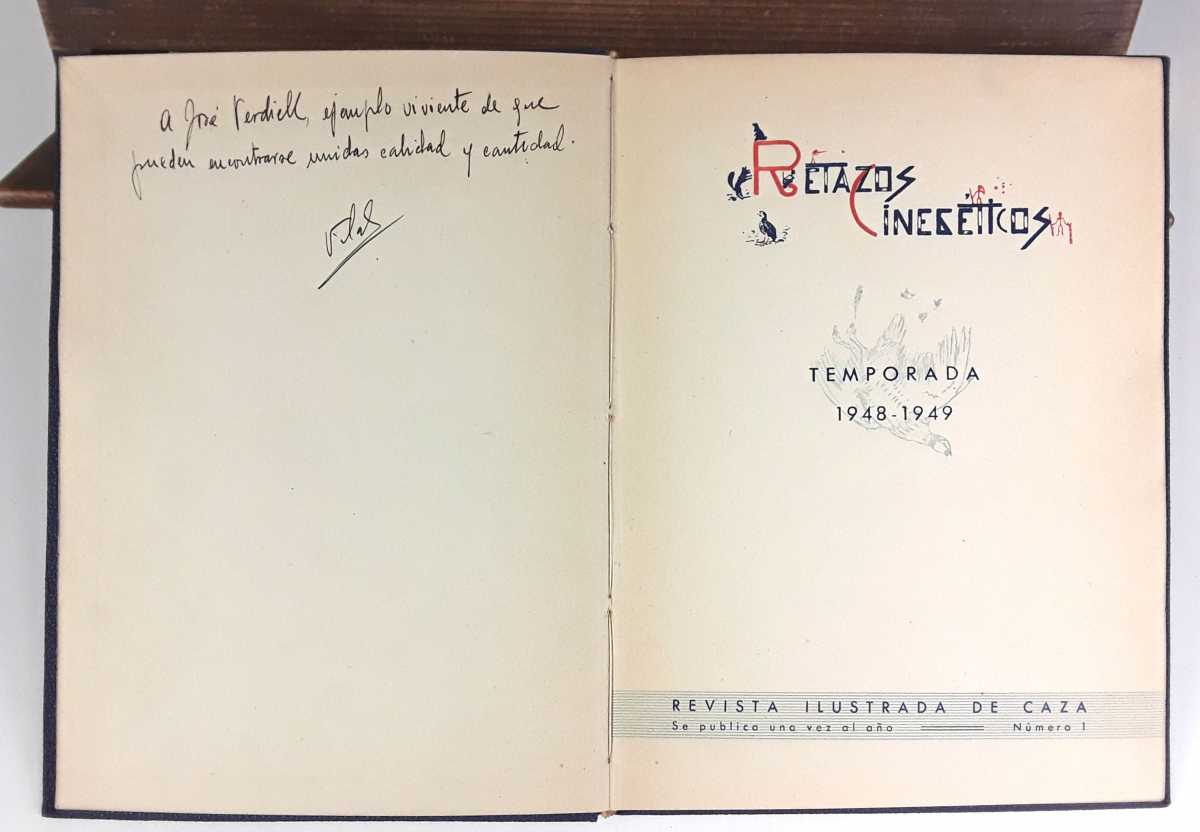 A José Verdiell, ejemplo viviente de que
pueden encontrarse unidas calidad y cantidad.
RETAZOS
CINEGÉTICOS
TEMPORADA
1948-1949
REVISTA ILUSTRADA DE CAZA
Se publica una vez al año Número 1